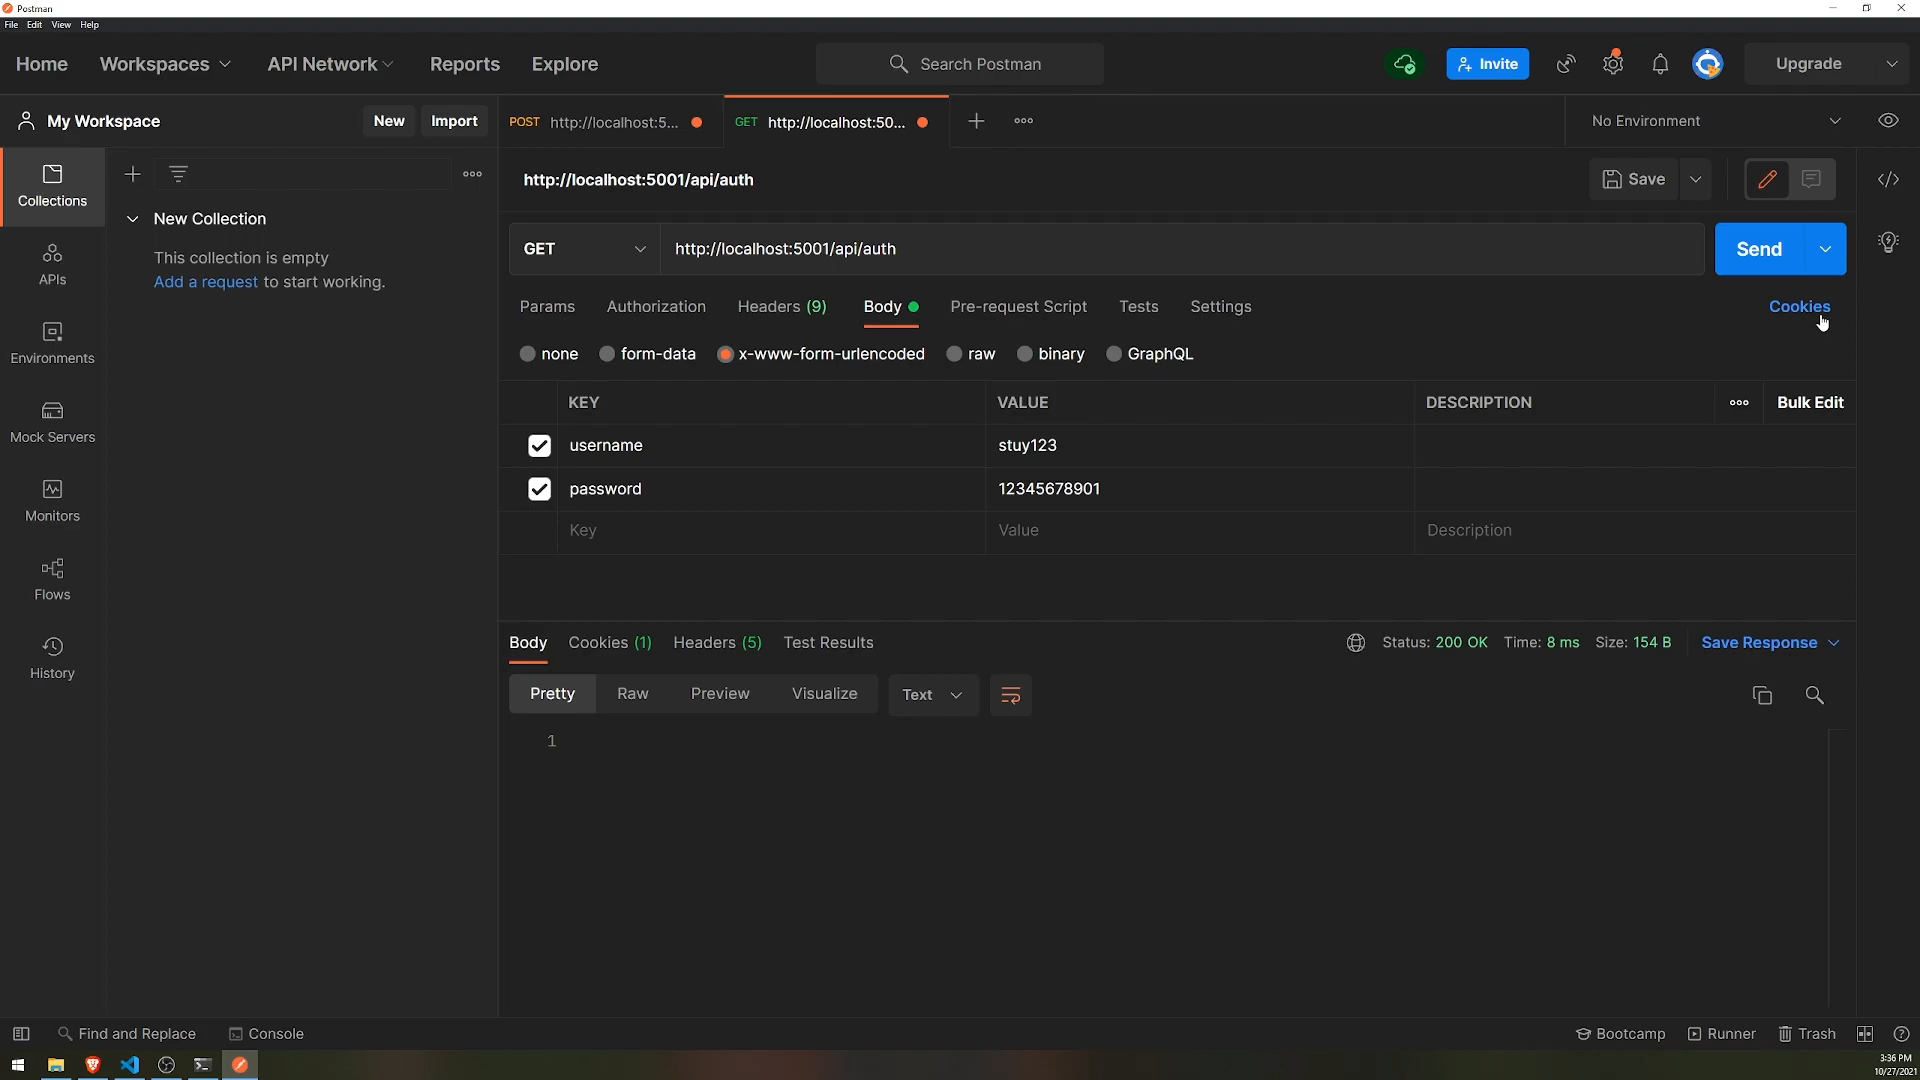 Postman
File Edit View Help
Home Workspaces API Network Reports Explore Search Postman Invite Upgrade
My Workspace New Import POST http://localhost:5... GET http://localhost:50... No Environment
Collections
http://localhost:5001/api/auth Save
New Collection
This collection is empty
Add a request to start working.
GET http://localhost:5001/api/auth Send
APIs
Params Authorization Headers (9) Body Pre-request Script Tests Settings Cookies
Environments
none form-data x-www-form-urlencoded raw binary GraphQL
KEY VALUE DESCRIPTION Bulk Edit
Mock Servers
username stuy123
password 12345678901
Monitors
Key Value Description
Flows
Body Cookies (1) Headers (5) Test Results Status: 200 OK Time: 8 ms Size: 154 B Save Response
History
Pretty Raw Preview Visualize Text
1
Find and Replace Console Bootcamp Runner Trash
3:36 PM
10/27/2021